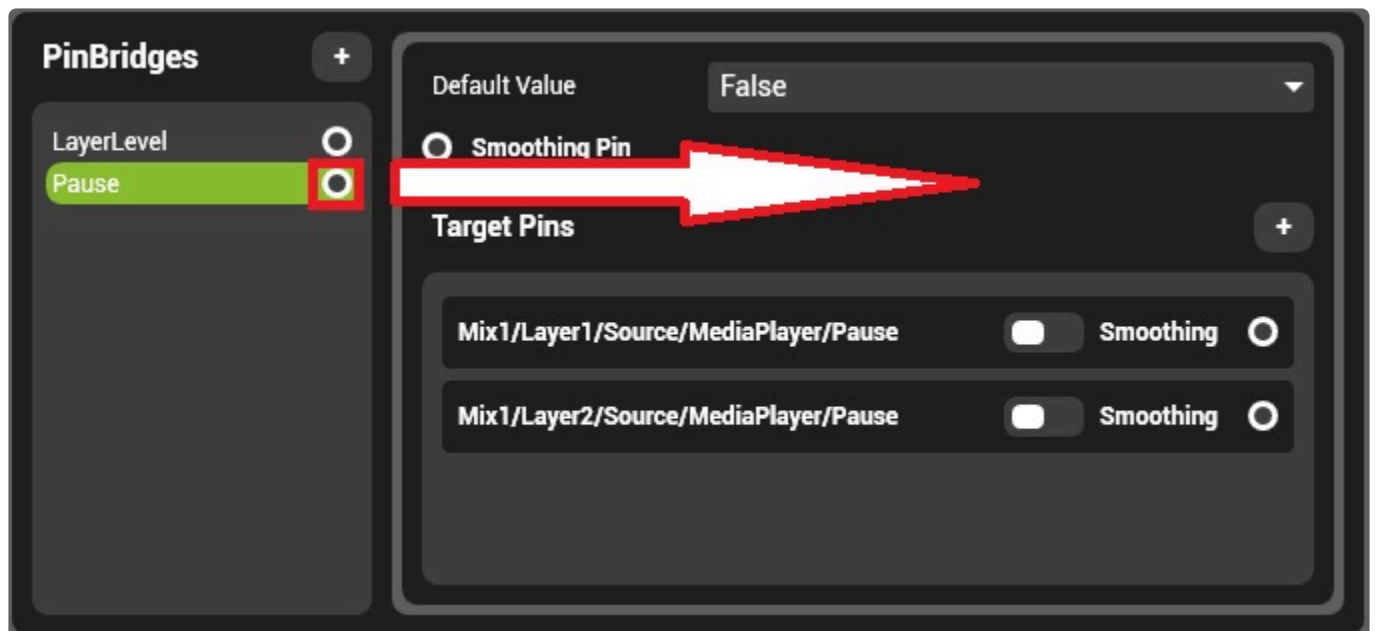 PinBridges +
LayerLevel
Pause
Default Value False
Smoothing Pin
Target Pins +
Mix1/Layer1/Source/MediaPlayer/Pause Smoothing
Mix1/Layer2/Source/MediaPlayer/Pause Smoothing